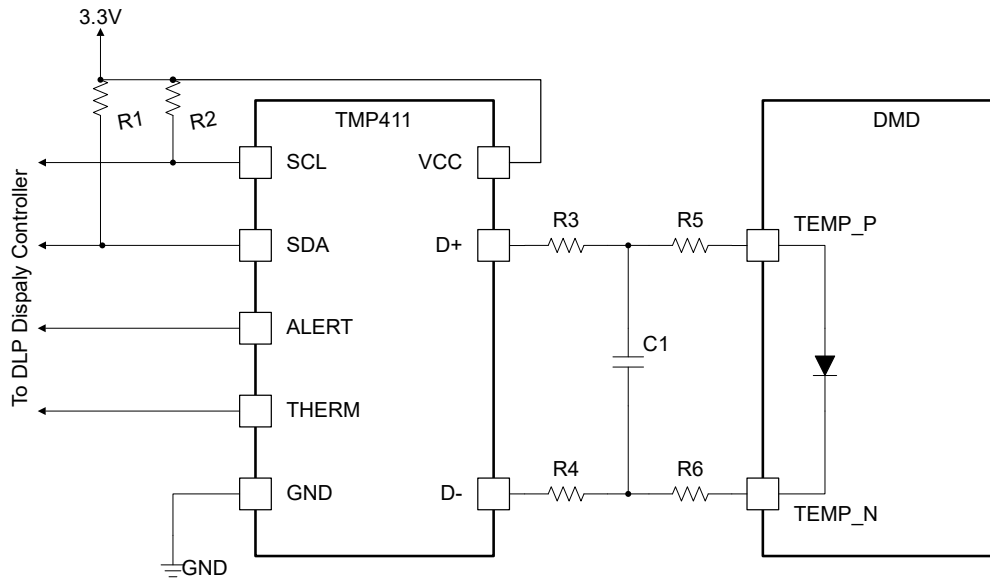 3.3V
R1
R2
TMP411
DMD
SCL
VCC
SDA
D+
R3
R5
TEMP_P
ALERT
C1
THERM
GND
D-
R4
R6
TEMP_N
GND
To DLP Dispaly Controller